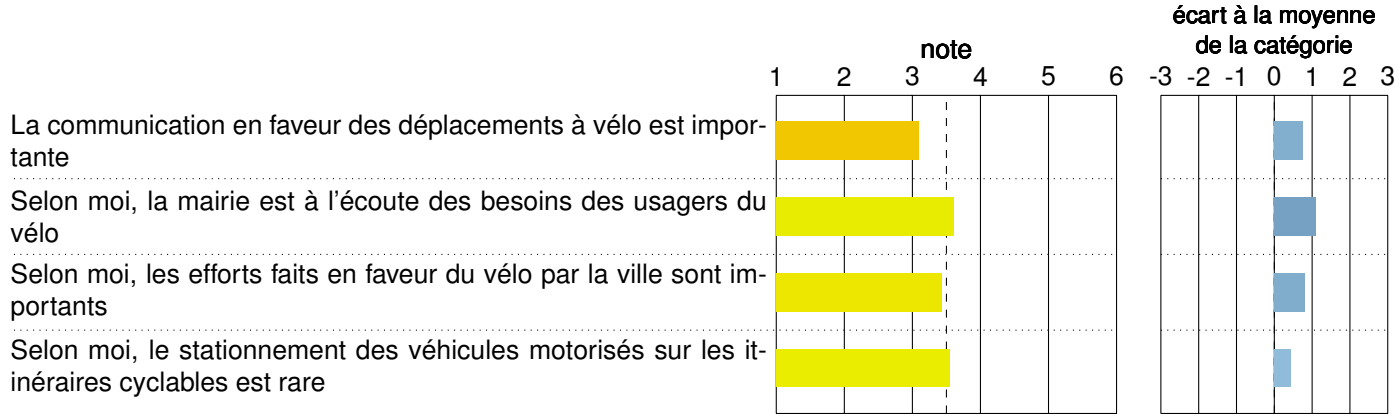 écart à la moyenne
de la catégorie
note
1 2 3 4 5 6
-3 -2 -1 0 1 2 3
La communication en faveur des déplacements à vélo est impor-
tante
Selon moi, la mairie est à l'écoute des besoins des usagers du
vélo
Selon moi, les efforts faits en faveur du vélo par la ville sont im-
portants
Selon moi, le stationnement des véhicules motorisés sur les it-
inéraires cyclables est rare